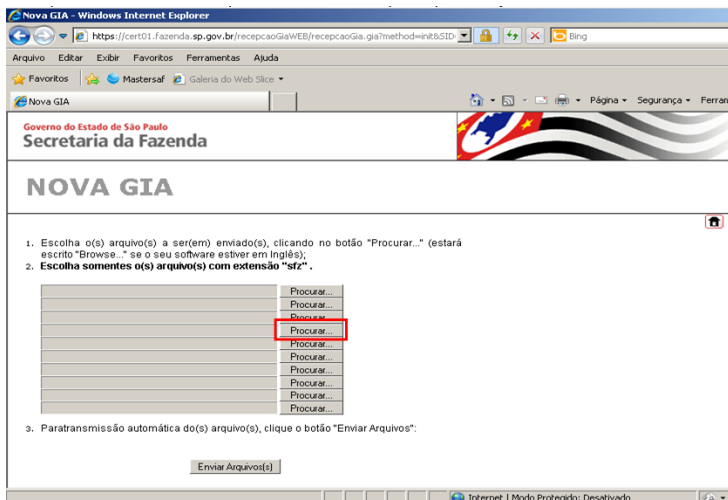 Nova GIA - Windows Internet Explorer
https://cert01.fazenda.sp.gov.br/recepcaoGiaWEB/recepcaoGia.gia?method=init&SID
Bing
Arquivo Editar Exibir Favoritos Ferramentas Ajuda
Favoritos Mastersaf Galeria do Web Slice
Nova GIA
Página Segurança Ferran
Governo do Estado de São Paulo
Secretaria da Fazenda
NOVA GIA
1. Escolha o(s) arquivo(s) a ser(em) enviado(s), clicando no botão "Procurar..." (estará
escrito "Browse..." se o seu software estiver em Inglês);
2. Escolha somentes o(s) arquivo(s) com extensão "sfz" .
Procurar...
Procurar...
Procurar...
Procurar...
Procurar...
Procurar...
Procurar...
Procurar...
Procurar...
Procurar...
3. Paratransmissão automática do(s) arquivo(s), clique o botão "Enviar Arquivos":
Enviar Arquivos(s)
Internet | Modo Protegido: Desativado